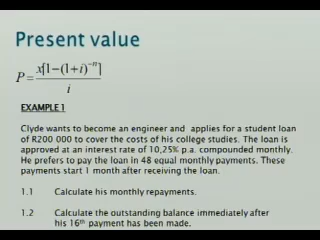 Present value
P = x[1−(1+i)⁻ⁿ] / i
EXAMPLE 1
Clyde wants to become an engineer and applies for a student loan
of R200 000 to cover the costs of his college studies. The loan is
approved at an interest rate of 10,25% p.a. compounded monthly.
He prefers to pay the loan in 48 equal monthly payments. These
payments start 1 month after receiving the loan.
1.1 Calculate his monthly repayments.
1.2 Calculate the outstanding balance immediately after
his 16th payment has been made.